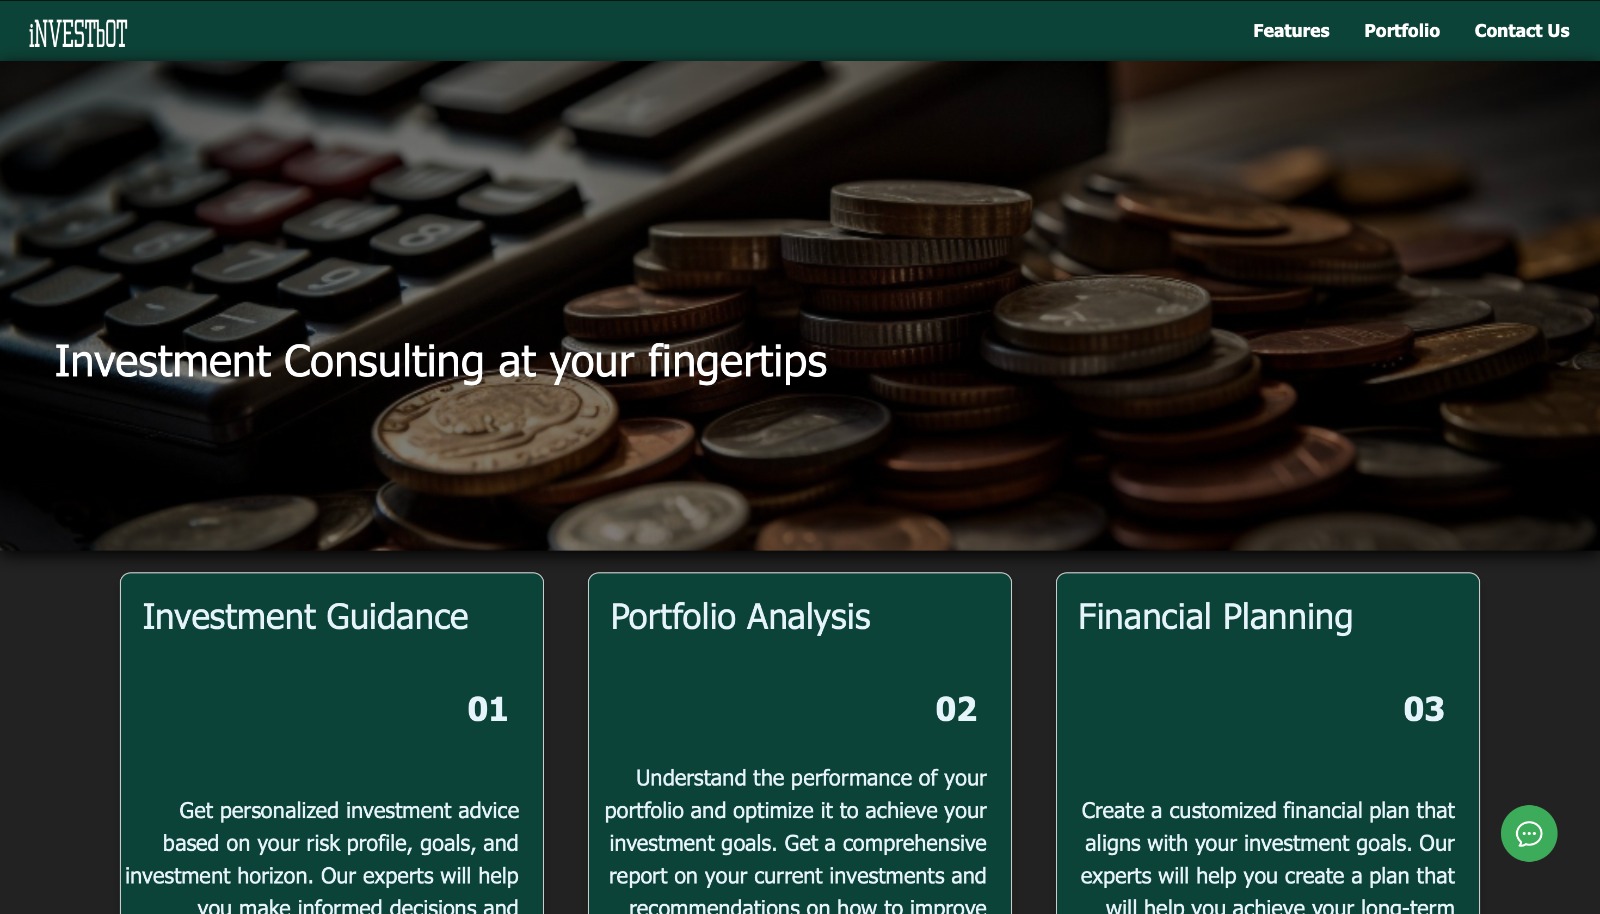 iNVESTbOT
Features
Portfolio
Contact Us
Investment Consulting at your fingertips
Investment Guidance
01
Get personalized investment advice
based on your risk profile, goals, and
investment horizon. Our experts will help
you make informed decisions and
Portfolio Analysis
02
Understand the performance of your
portfolio and optimize it to achieve your
investment goals. Get a comprehensive
report on your current investments and
recommendations on how to improve
Financial Planning
03
Create a customized financial plan that
aligns with your investment goals. Our
experts will help you create a plan that
will help you achieve your long-term